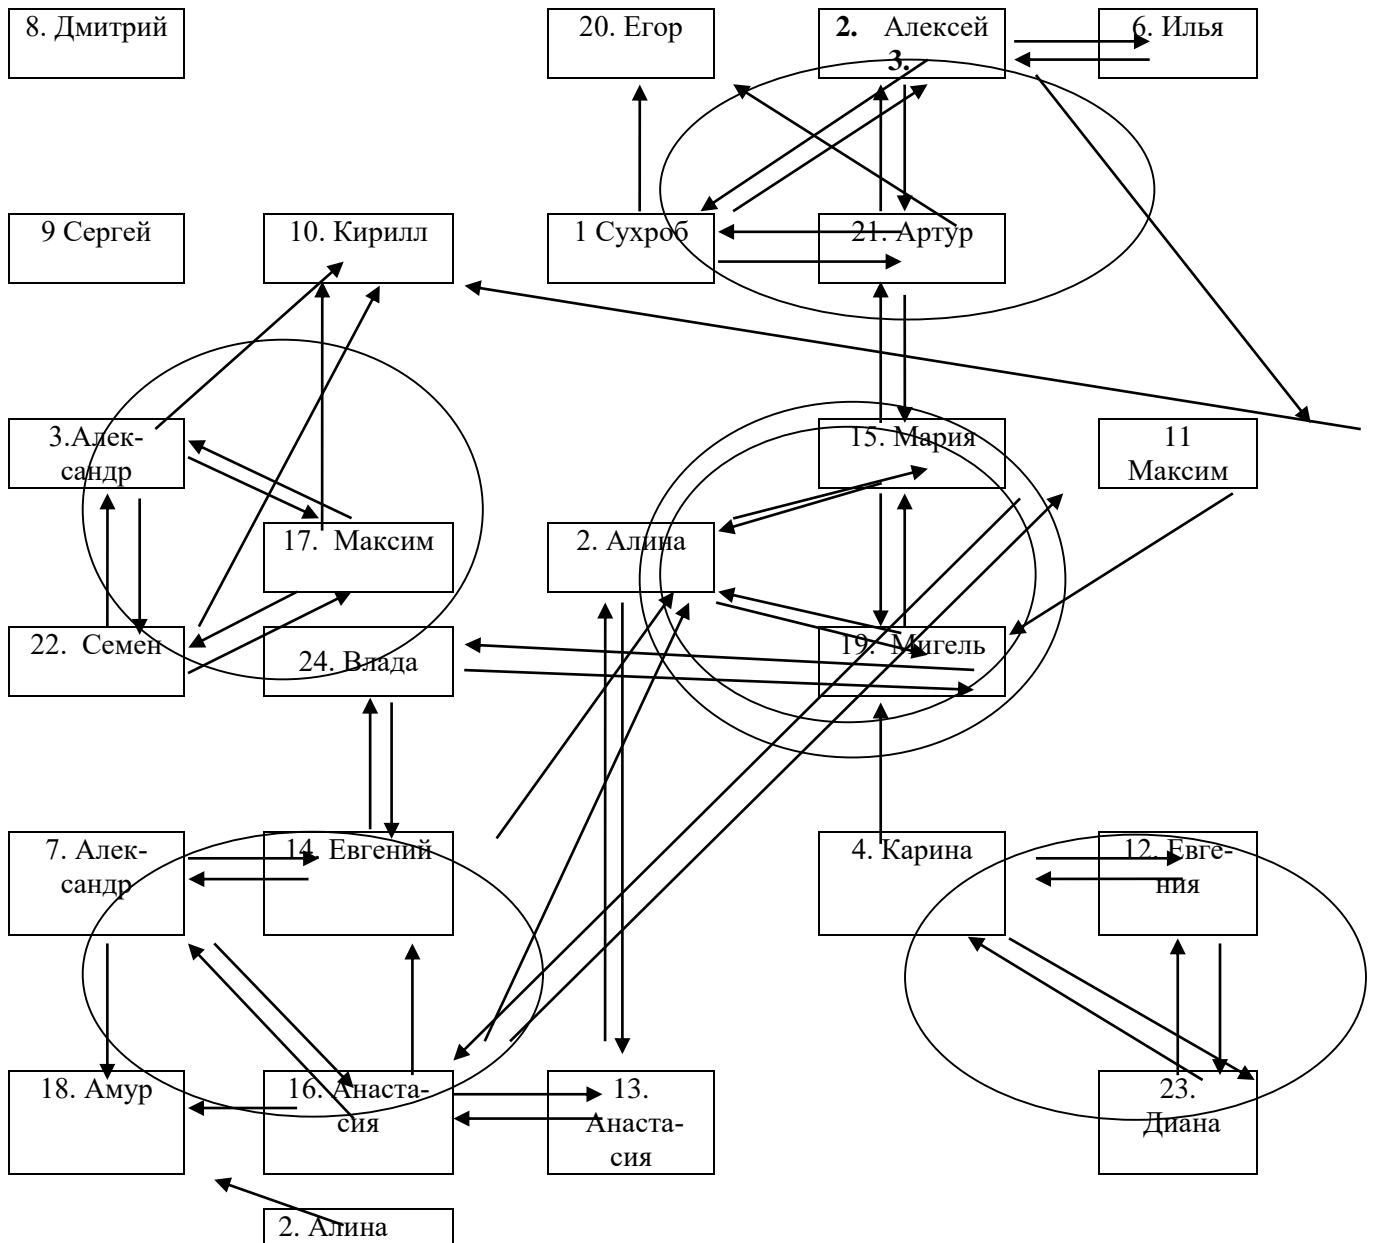 8. Дмитрий
20. Егор
2. Алексей
3.
6. Илья
9 Сергей
10. Кирилл
1 Сухроб
21. Артур
3.Алек-
сандр
17. Максим
2. Алина
15. Мария
11
Максим
22. Семен
24. Влада
19. Мигель
7. Алек-
сандр
14. Евгений
4. Карина
12. Евге-
ния
18. Амур
16. Анаста-
сия
13.
Анаста-
сия
23.
Диана
2. Алина